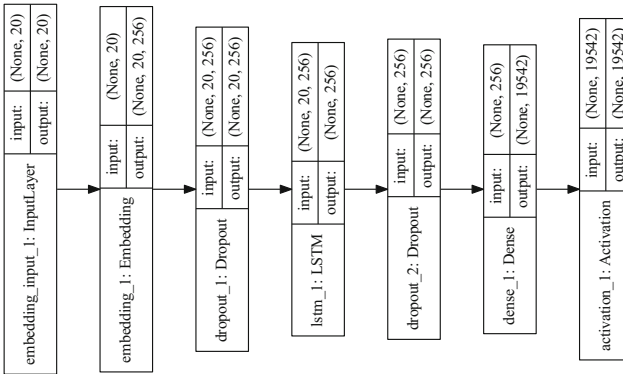 embedding_input_1: InputLayer
input:
(None, 20)
output:
(None, 20)
embedding_1: Embedding
input:
(None, 20)
output:
(None, 20, 256)
dropout_1: Dropout
input:
(None, 20, 256)
output:
(None, 20, 256)
lstm_1: LSTM
input:
(None, 20, 256)
output:
(None, 256)
dropout_2: Dropout
input:
(None, 256)
output:
(None, 256)
dense_1: Dense
input:
(None, 256)
output:
(None, 19542)
activation_1: Activation
input:
(None, 19542)
output:
(None, 19542)